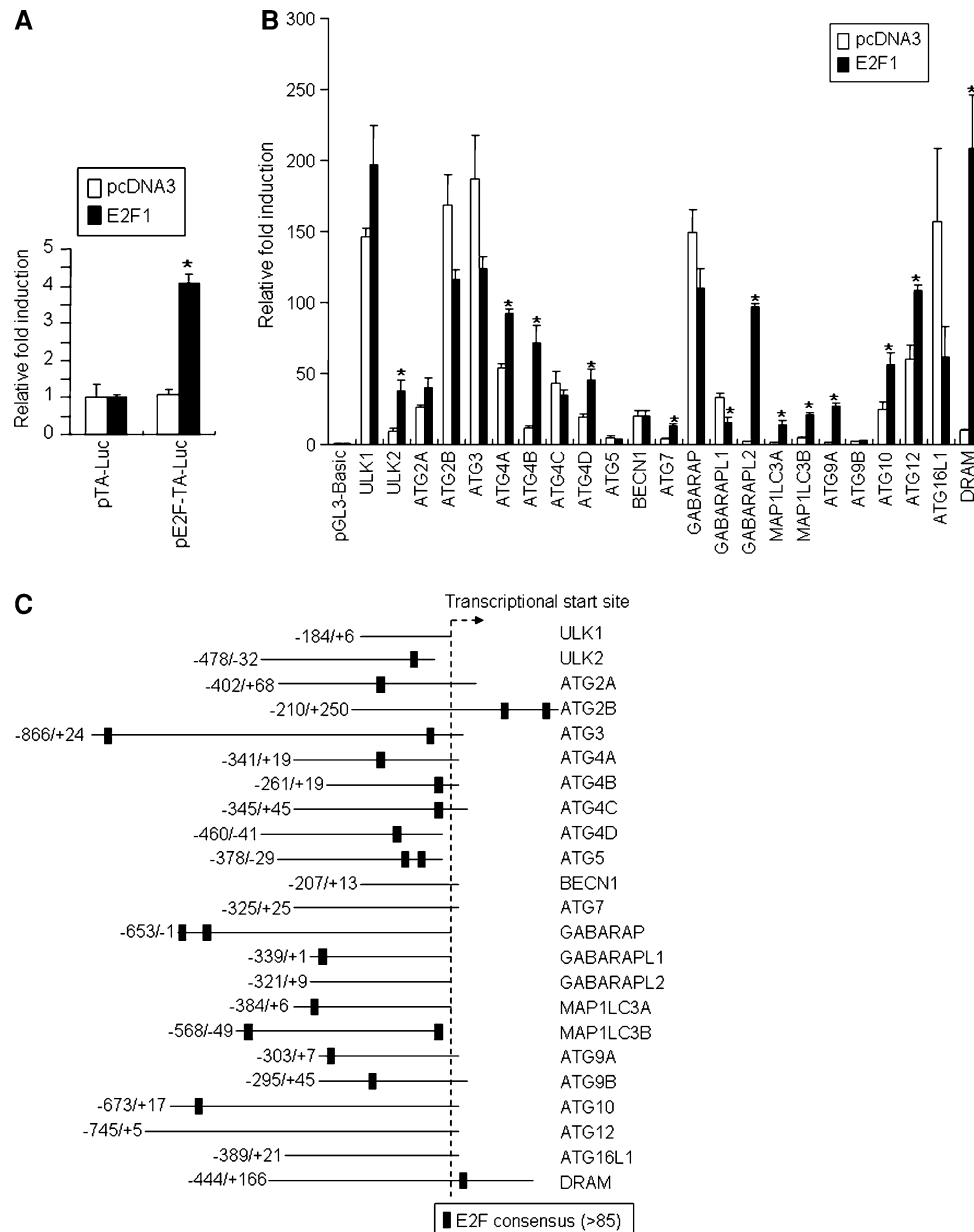 A
pcDNA3
E2F1
5
4
3
2
1
0
Relative fold induction
*
pTA-Luc
pE2F-TA-Luc
B
pcDNA3
E2F1
300
250
200
150
100
50
0
Relative fold induction
* * * * * * * * * * * * *
pGL3-Basic
ULK1
ULK2
ATG2A
ATG2B
ATG3
ATG4A
ATG4B
ATG4C
ATG4D
ATG5
BECN1
ATG7
GABARAP
GABARAPL1
GABARAPL2
MAP1LC3A
MAP1LC3B
ATG9A
ATG9B
ATG10
ATG12
ATG16L1
DRAM
C
Transcriptional start site
-184/+6 ULK1
-478/-32 ULK2
-402/+68 ATG2A
-210/+250 ATG2B
-866/+24 ATG3
-341/+19 ATG4A
-261/+19 ATG4B
-345/+45 ATG4C
-460/-41 ATG4D
-378/-29 ATG5
-207/+13 BECN1
-325/+25 ATG7
-653/-1 GABARAP
-339/+1 GABARAPL1
-321/+9 GABARAPL2
-384/+6 MAP1LC3A
-568/-49 MAP1LC3B
-303/+7 ATG9A
-295/+45 ATG9B
-673/+17 ATG10
-745/+5 ATG12
-389/+21 ATG16L1
-444/+166 DRAM
E2F consensus (>85)